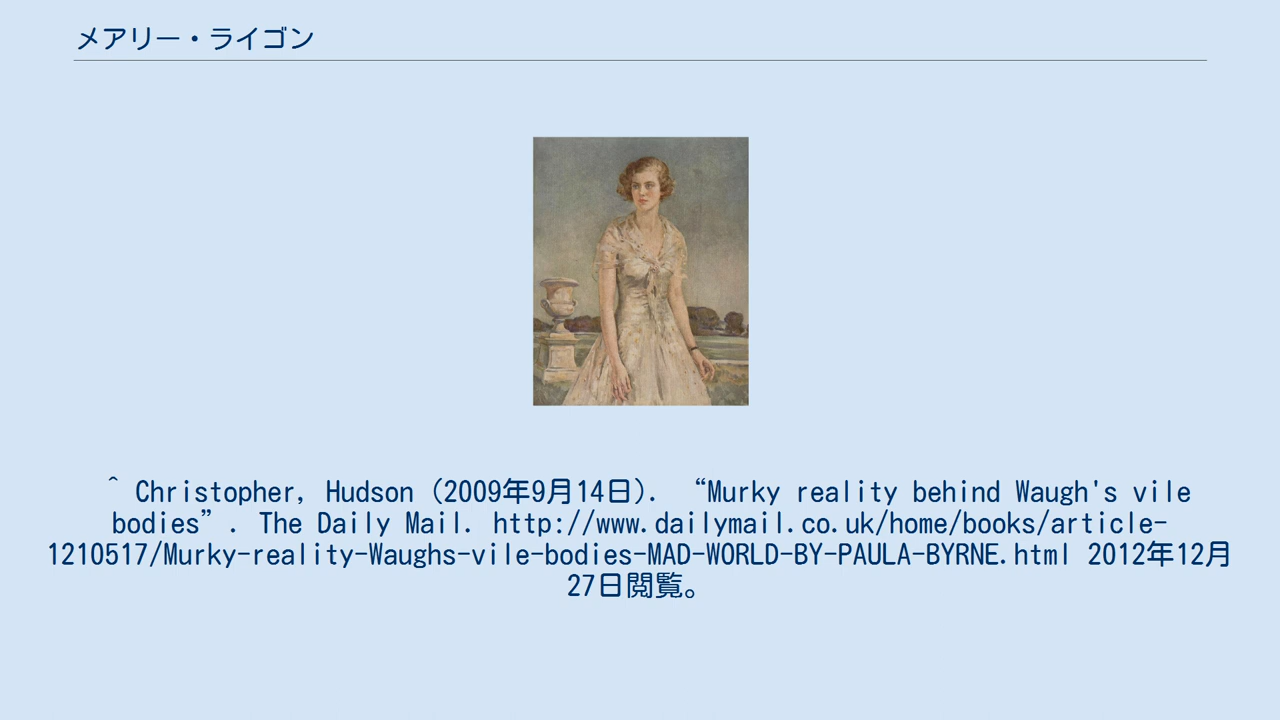 メアリー・ライゴン
^ Christopher, Hudson (2009年9月14日). “Murky reality behind Waugh's vile
bodies”. The Daily Mail. http://www.dailymail.co.uk/home/books/article-
1210517/Murky-reality-Waughs-vile-bodies-MAD-WORLD-BY-PAULA-BYRNE.html 2012年12月
27日閲覧。